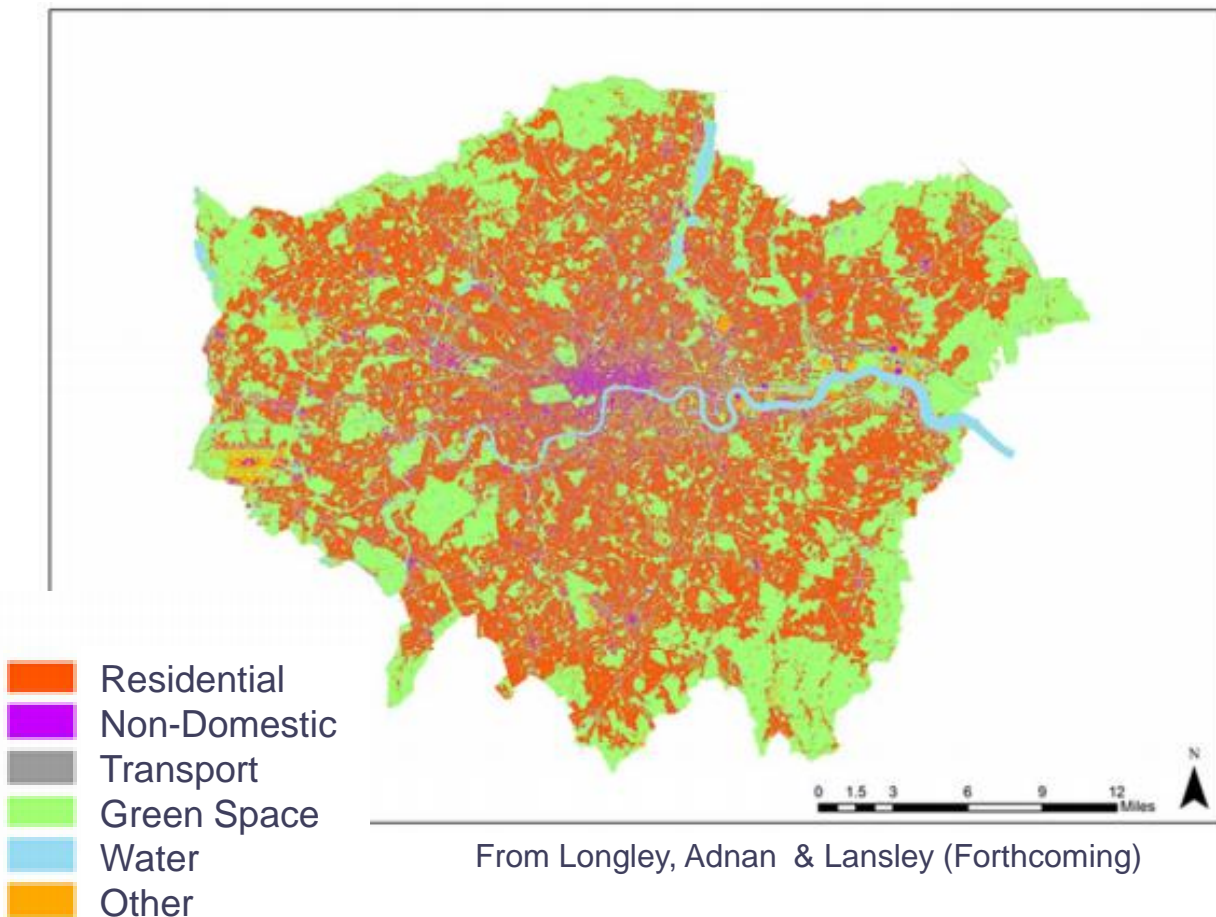 Residential
Non-Domestic
Transport
Green Space
Water
Other
N
0 1.5 3 6 9 12
Miles
From Longley, Adnan & Lansley (Forthcoming)